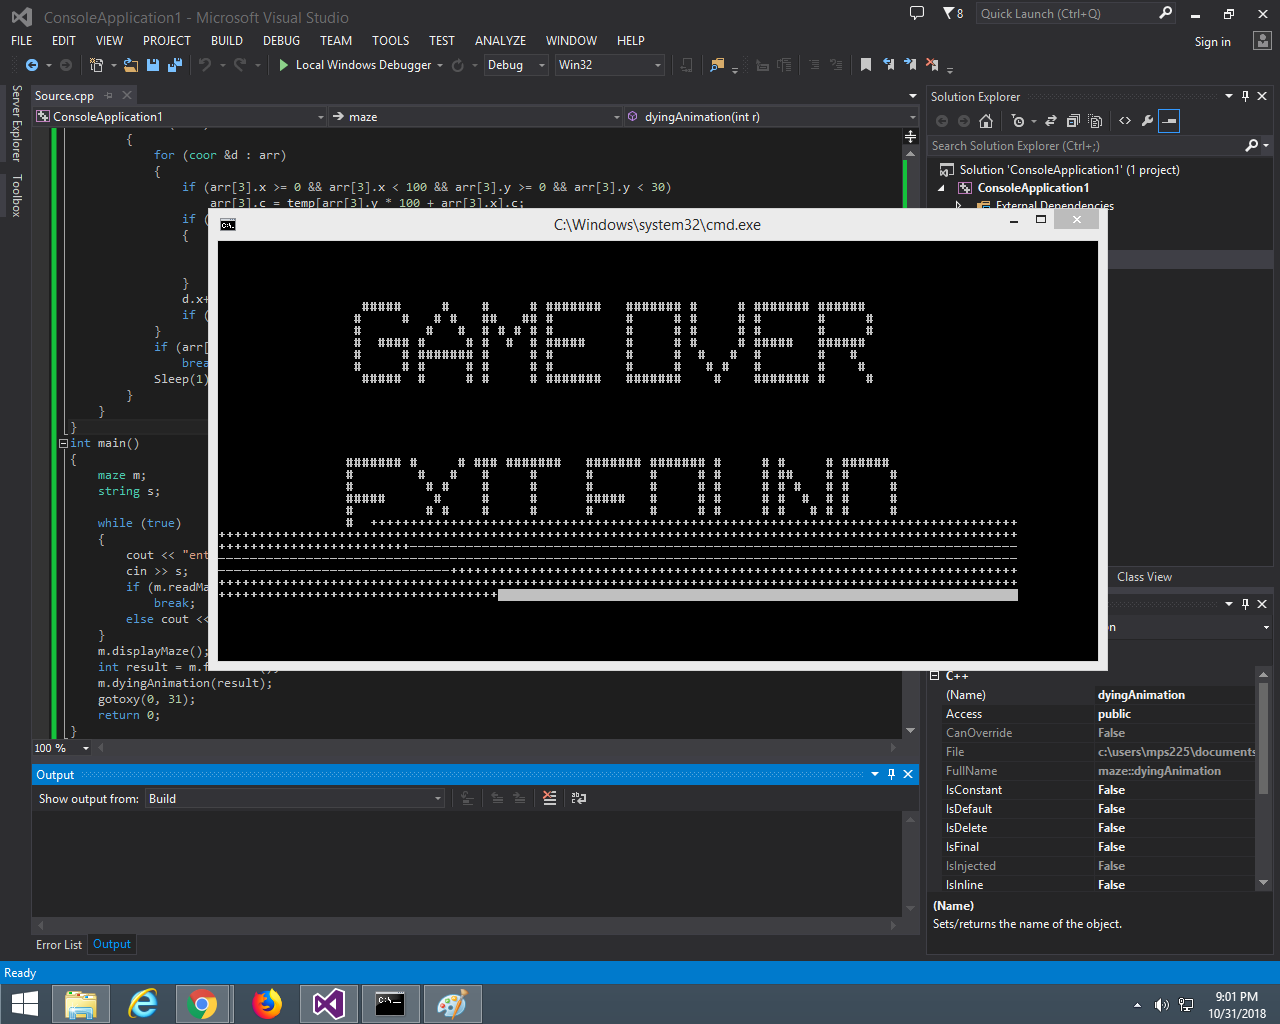 ConsoleApplication1 - Microsoft Visual Studio
8
Quick Launch (Ctrl+Q)
FILE EDIT VIEW PROJECT BUILD DEBUG TEAM TOOLS TEST ANALYZE WINDOW HELP
Sign in
Local Windows Debugger
Debug
Win32
Server Explorer
Toolbox
Source.cpp
ConsoleApplication1
maze
dyingAnimation(int r)
{
for (coor &d : arr)
{
if (arr[3].x >= 0 && arr[3].x < 100 && arr[3].y >= 0 && arr[3].y < 30)
arr[3].c = temp[arr[3].y * 100 + arr[3].x].c;
if (
{
}
d.x+
if (
}
if (arr[
brea
Sleep(1)
}
}
}
int main()
{
maze m;
string s;
while (true)
{
cout << "ent
cin >> s;
if (m.readMa
break;
else cout <<
}
m.displayMaze();
int result = m.f
m.dyingAnimation(result);
gotoxy(0, 31);
return 0;
}
100 %
C:\Windows\system32\cmd.exe
GAME OVER
Solution Explorer
Search Solution Explorer (Ctrl+;)
Solution 'ConsoleApplication1' (1 project)
ConsoleApplication1
External Dependencies
Class View
on
C++
(Name) dyingAnimation
Access public
CanOverride False
File c:\users\mps225\documents
FullName maze::dyingAnimation
IsConstant False
IsDefault False
IsDelete False
IsFinal False
IsInjected False
IsInline False
(Name)
Sets/returns the name of the object.
Output
Show output from: Build
Error List
Output
Ready
9:01 PM
10/31/2018